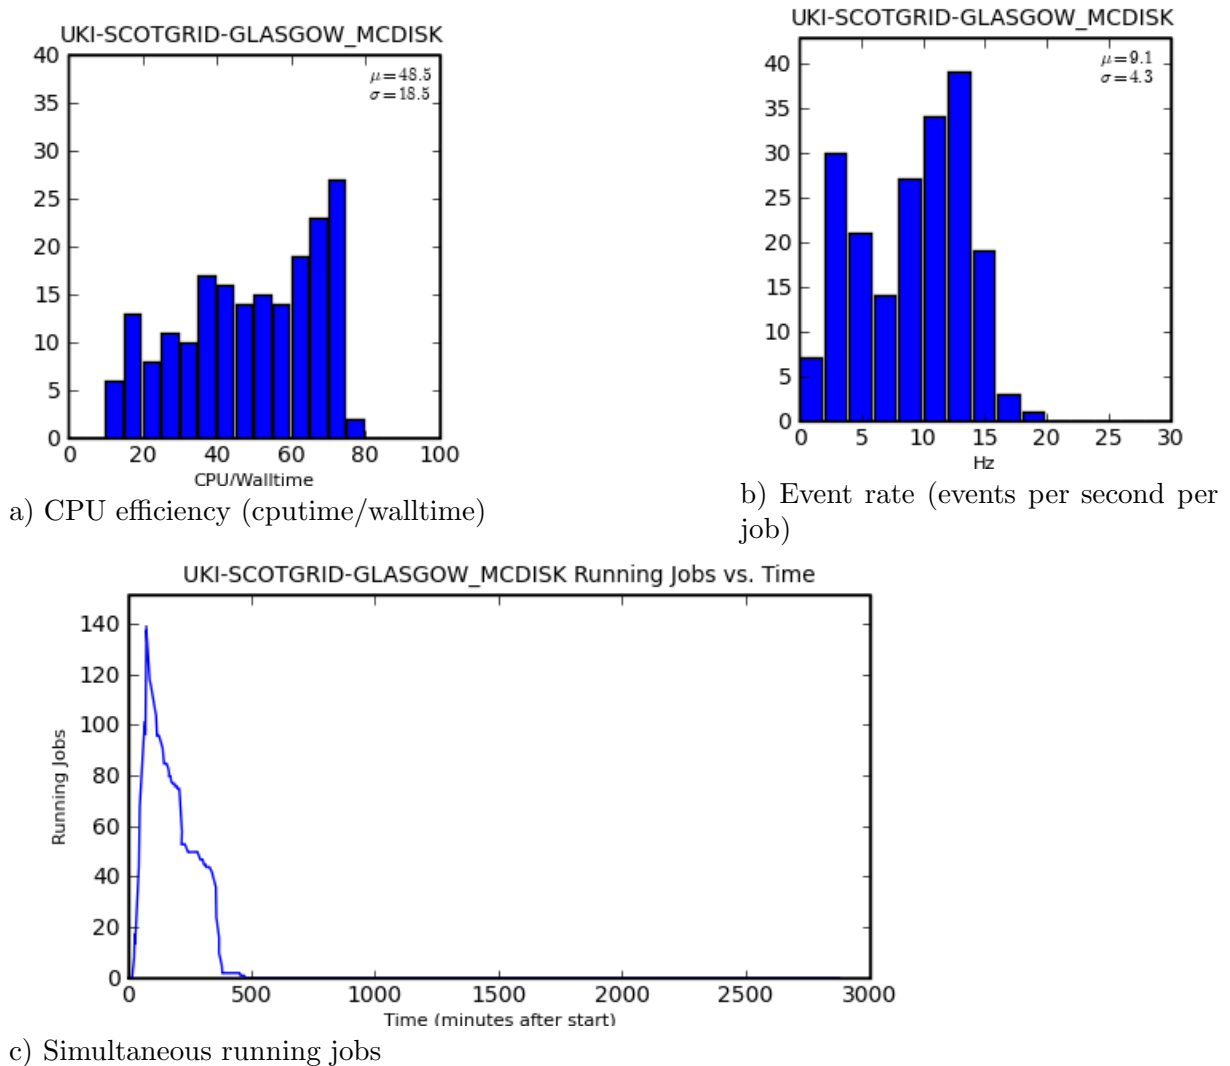 UKI-SCOTGRID-GLASGOW_MCDISK
μ=48.5
σ=18.5
40
35
30
25
20
15
10
5
0
0 20 40 60 80 100
CPU/Walltime
a) CPU efficiency (cputime/walltime)
UKI-SCOTGRID-GLASGOW_MCDISK
μ=9.1
σ=4.3
40
35
30
25
20
15
10
5
0
0 5 10 15 20 25 30
Hz
b) Event rate (events per second per
job)
UKI-SCOTGRID-GLASGOW_MCDISK Running Jobs vs. Time
Running Jobs
140
120
100
80
60
40
20
0
0 500 1000 1500 2000 2500 3000
Time (minutes after start)
c) Simultaneous running jobs